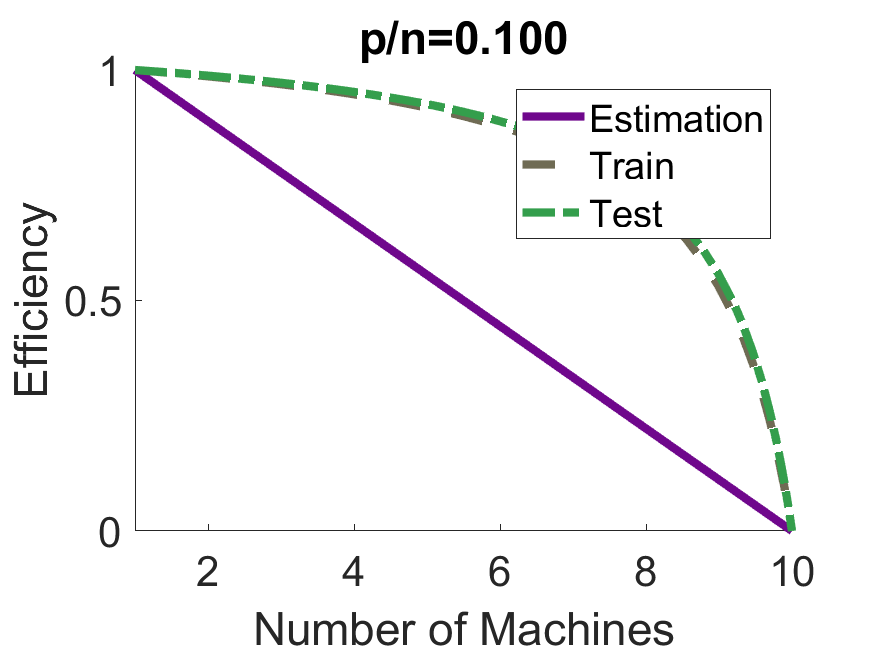 p/n=0.100
1
0.5
0
Efficiency
Estimation
Train
Test
2 4 6 8 10
Number of Machines